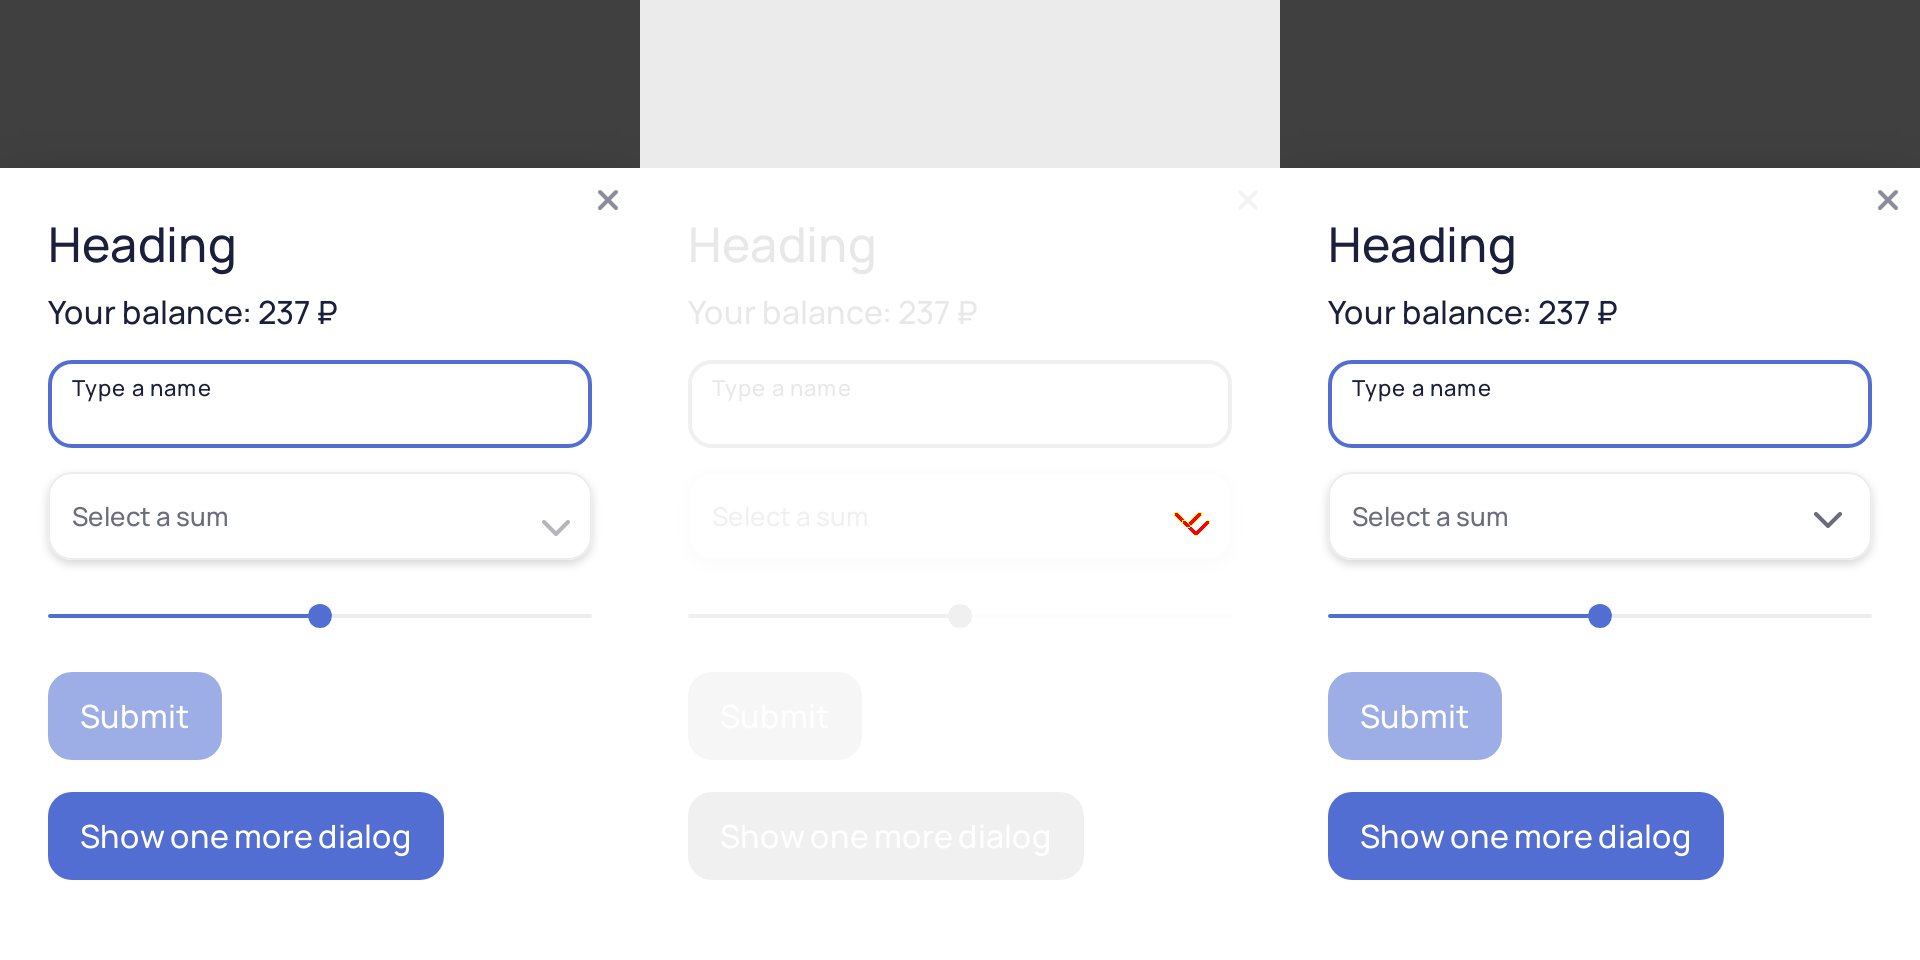 Heading
Your balance: 237 ₽
Type a name
Select a sum
Submit
Show one more dialog
Heading
Your balance: 237 ₽
Type a name
Select a sum
Submit
Show one more dialog
Heading
Your balance: 237 ₽
Type a name
Select a sum
Submit
Show one more dialog